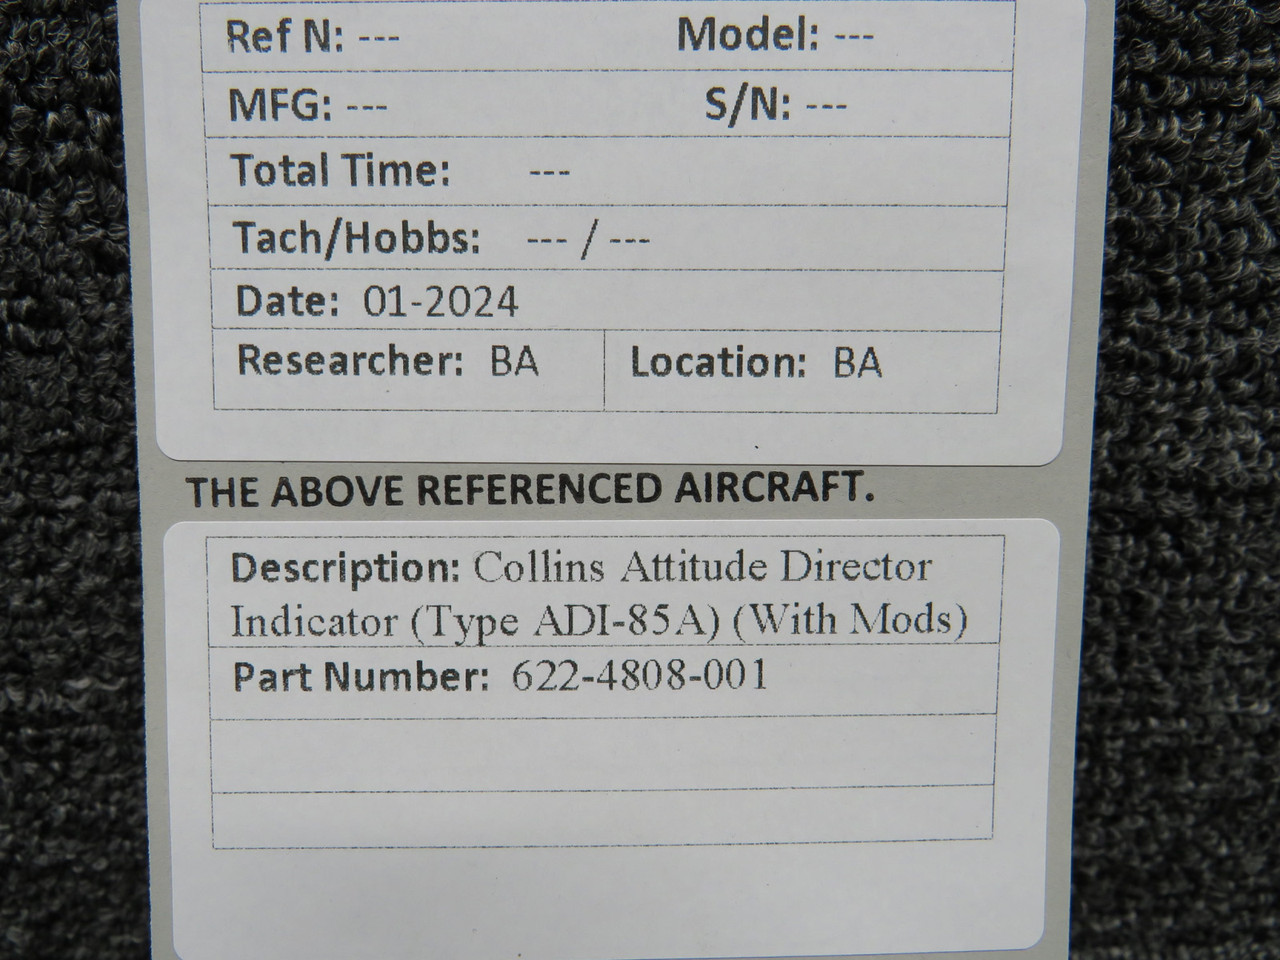 Ref N: --- Model: ---
MFG: --- S/N: ---
Total Time: ---
Tach/Hobbs: --- / ---
Date: 01-2024
Researcher: BA Location: BA
THE ABOVE REFERENCED AIRCRAFT.
Description: Collins Attitude Director
Indicator (Type ADI-85A) (With Mods)
Part Number: 622-4808-001